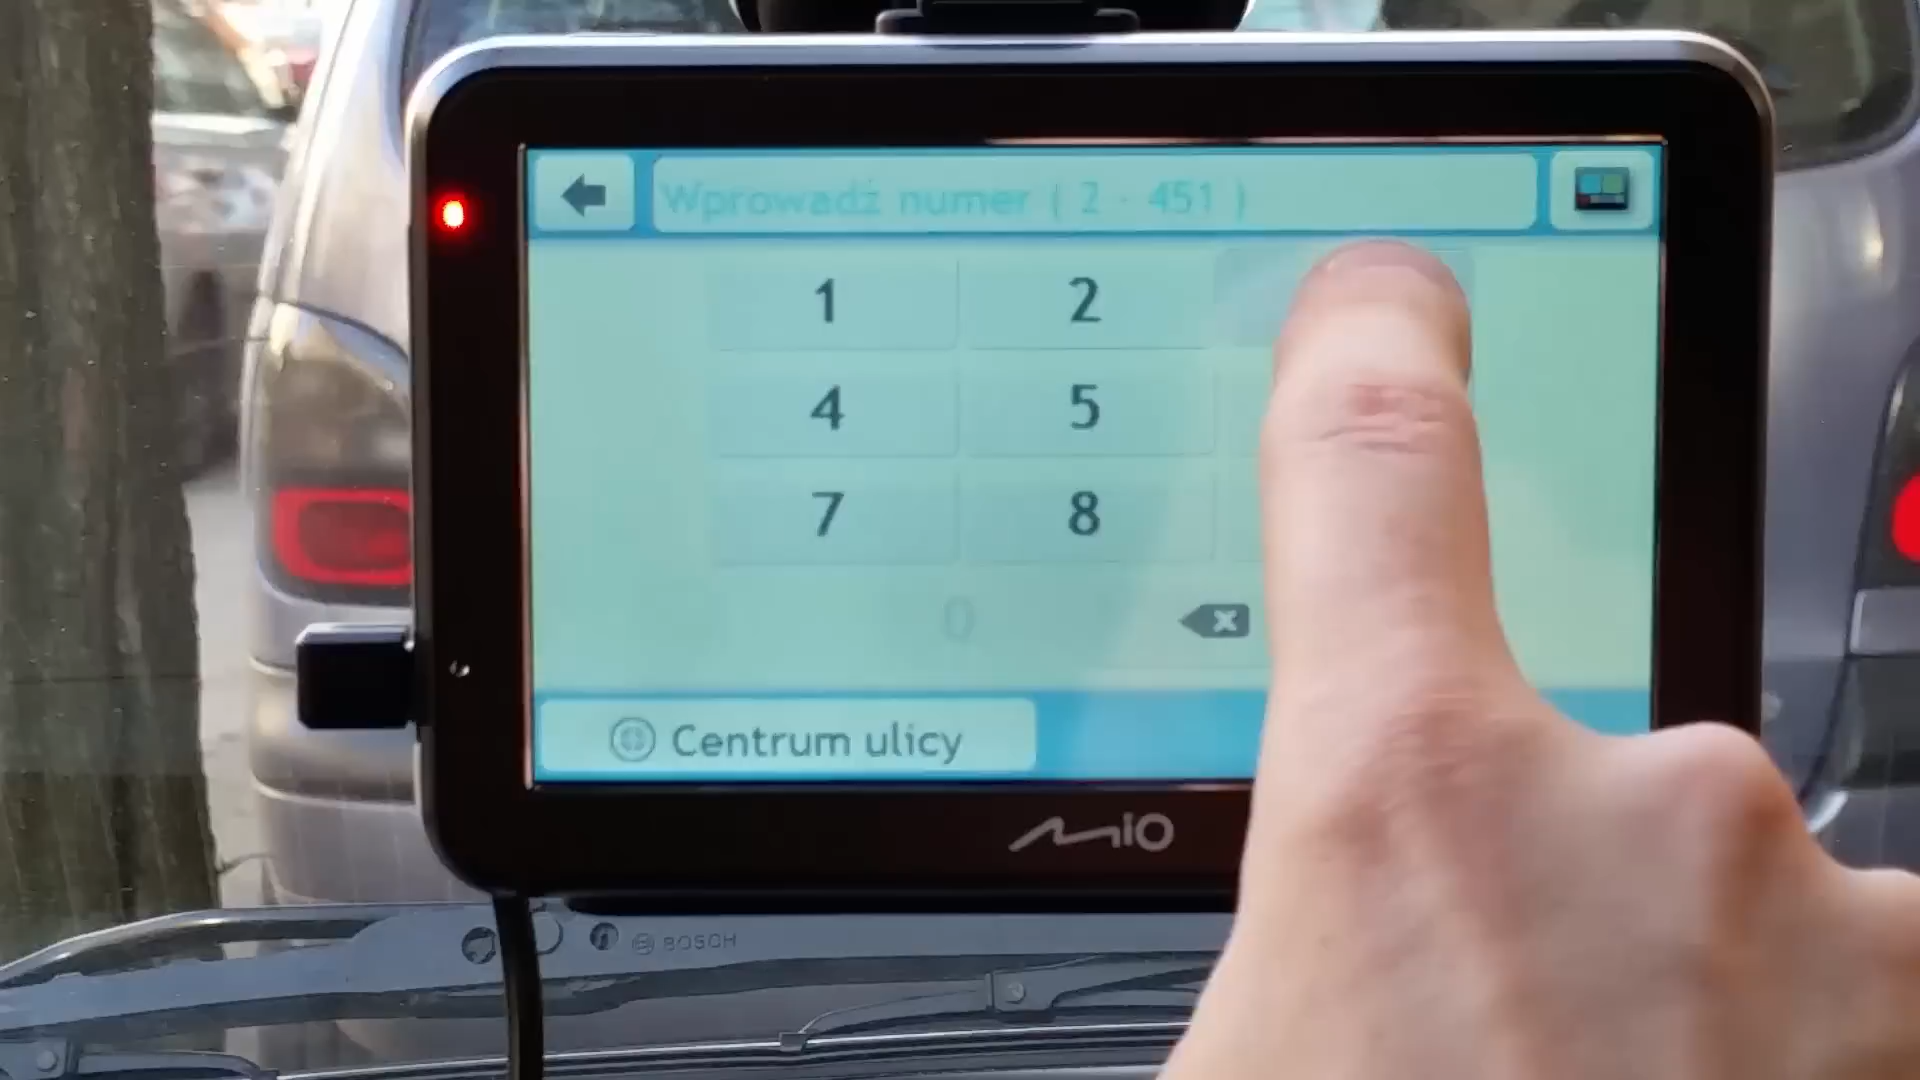 Wprowadź numer ( 2 - 451 )
1 2
4 5
7 8
0
Centrum ulicy
Mio
BOSCH